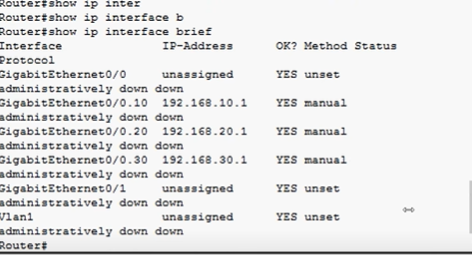 Router#show ip inter
Router#show ip interface b
Router#show ip interface brief
Interface IP-Address OK? Method Status
Protocol
GigabitEthernet0/0 unassigned YES unset
administratively down down
GigabitEthernet0/0.10 192.168.10.1 YES manual
administratively down down
GigabitEthernet0/0.20 192.168.20.1 YES manual
administratively down down
GigabitEthernet0/0.30 192.168.30.1 YES manual
administratively down down
GigabitEthernet0/1 unassigned YES unset
administratively down down
Vlan1 unassigned YES unset
administratively down down
Router#